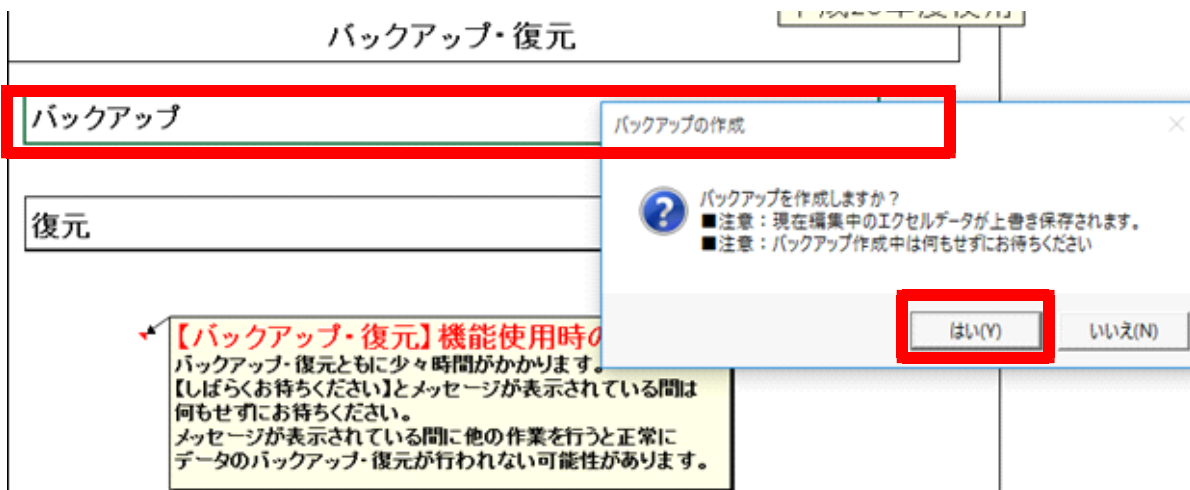 バックアップ・復元
バックアップ
バックアップの作成
バックアップを作成しますか？
■注意：現在編集中のエクセルデータが上書き保存されます。
■注意：バックアップ作成中は何もせずにお待ちください
復元
はい(Y)
いいえ(N)
【バックアップ・復元】機能使用時の
バックアップ・復元ともに少々時間がかかります。
【しばらくお待ちください】とメッセージが表示されている間は
何もせずにお待ちください。
メッセージが表示されている間に他の作業を行うと正常に
データのバックアップ・復元が行われない可能性があります。